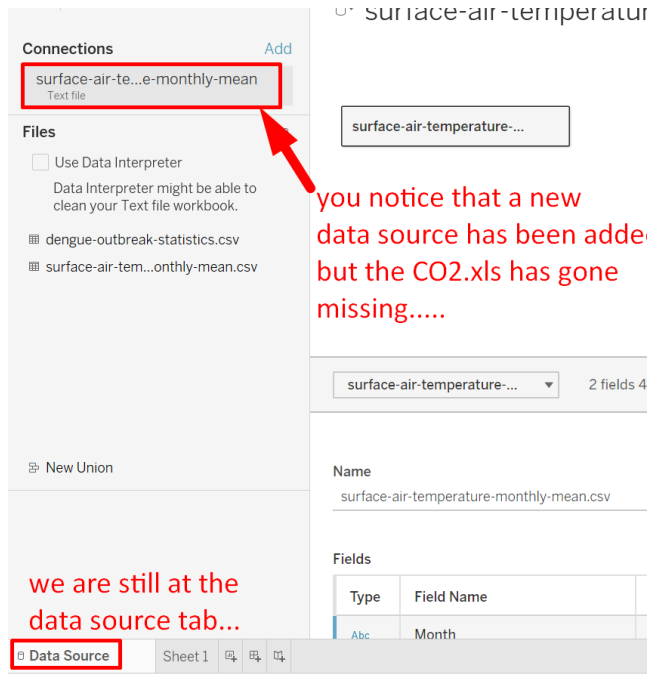 surface-air-temperatur
Connections Add
surface-air-te...e-monthly-mean
Text file
Files
Use Data Interpreter
Data Interpreter might be able to
clean your Text file workbook.
dengue-outbreak-statistics.csv
surface-air-tem...onthly-mean.csv
New Union
surface-air-temperature-...
you notice that a new
data source has been adde
but the CO2.xls has gone
missing.....
surface-air-temperature-... 2 fields 4
Name
surface-air-temperature-monthly-mean.csv
Fields
Type Field Name
Abc Month
we are still at the
data source tab...
Data Source Sheet 1